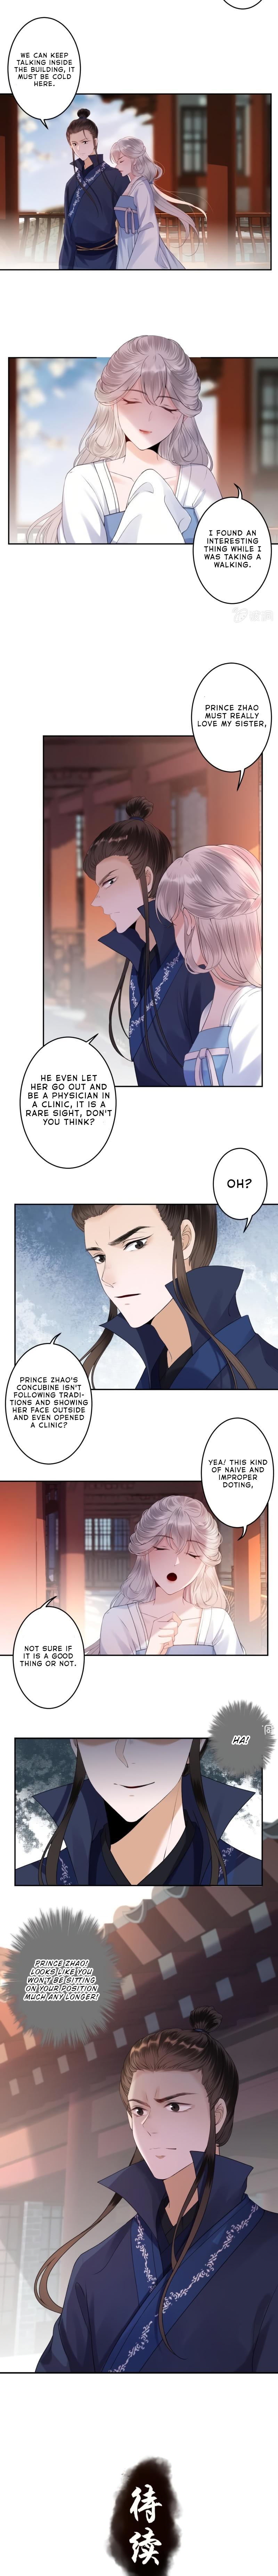 WE CAN KEEP
TALKING INSIDE
THE BUILDING, IT
MUST BE COLD
HERE.
I FOUND AN
INTERESTING
THING WHILE I
WAS TAKING A
WALKING.
PRINCE ZHAO
MUST REALLY
LOVE MY SISTER,
HE EVEN LET
HER GO OUT AND
BE A PHYSICIAN IN
A CLINIC, IT IS A
RARE SIGHT, DON'T
YOU THINK?
OH?
PRINCE ZHAO'S
CONCUBINE ISN'T
FOLLOWING TRADI-
TIONS AND SHOWING
HER FACE OUTSIDE
AND EVEN OPENED
A CLINIC?
YEA! THIS KIND
OF NAIVE AND
IMPROPER
DOTING,
NOT SURE IF
IT IS A GOOD
THING OR NOT.
HA!
PRINCE ZHAO!
LOOKS LIKE YOU
WON'T BE SITTING
ON YOUR POSITION
MUCH ANY LONGER!
待
续